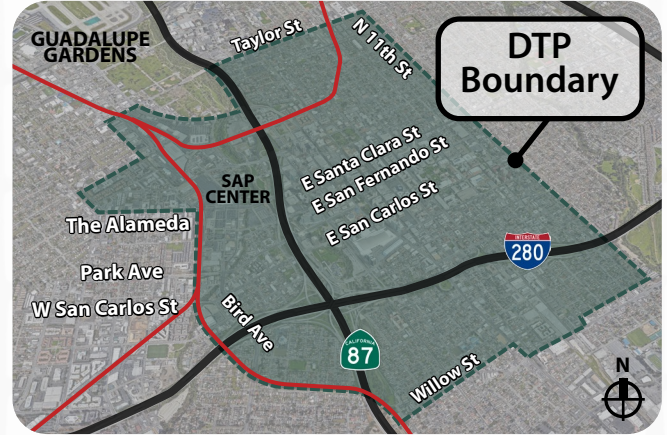 GUADALUPE
GARDENS
Taylor St
N 11th St
DTP
Boundary
E Santa Clara St
E San Fernando St
E San Carlos St
SAP
CENTER
The Alameda
Park Ave
W San Carlos St
Bird Ave
INTERSTATE
280
CALIFORNIA
87
Willow St
N